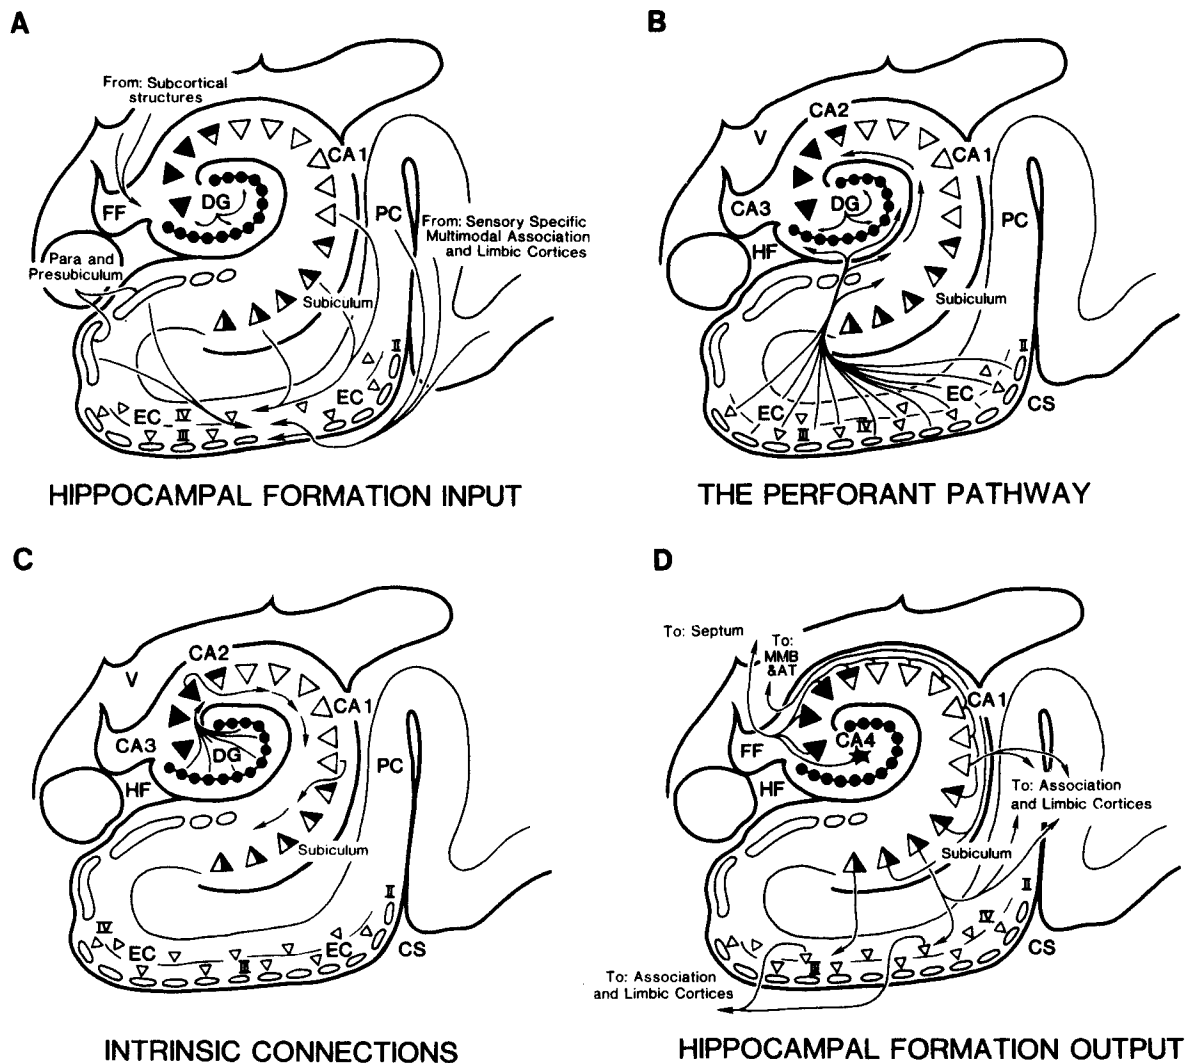 A
From: Subcortical
structures
CA1
DG
FF
PC
From: Sensory Specific
Multimodal Association
and Limbic Cortices
Para and
Presubiculum
Subiculum
II
EC
EC
IV
III
HIPPOCAMPAL FORMATION INPUT
B
CA2
V
CA1
CA3
DG
PC
HF
Subiculum
II
EC
EC
CS
III
IV
THE PERFORANT PATHWAY
C
CA2
V
CA1
CA3
DG
PC
HF
Subiculum
II
IV
EC
EC
CS
III
INTRINSIC CONNECTIONS
D
To: Septum
To:
MMB
&AT
CA1
FF
CA4
HF
To: Association
and Limbic Cortices
Subiculum
II
IV
CS
III
To: Association
and Limbic Cortices
HIPPOCAMPAL FORMATION OUTPUT